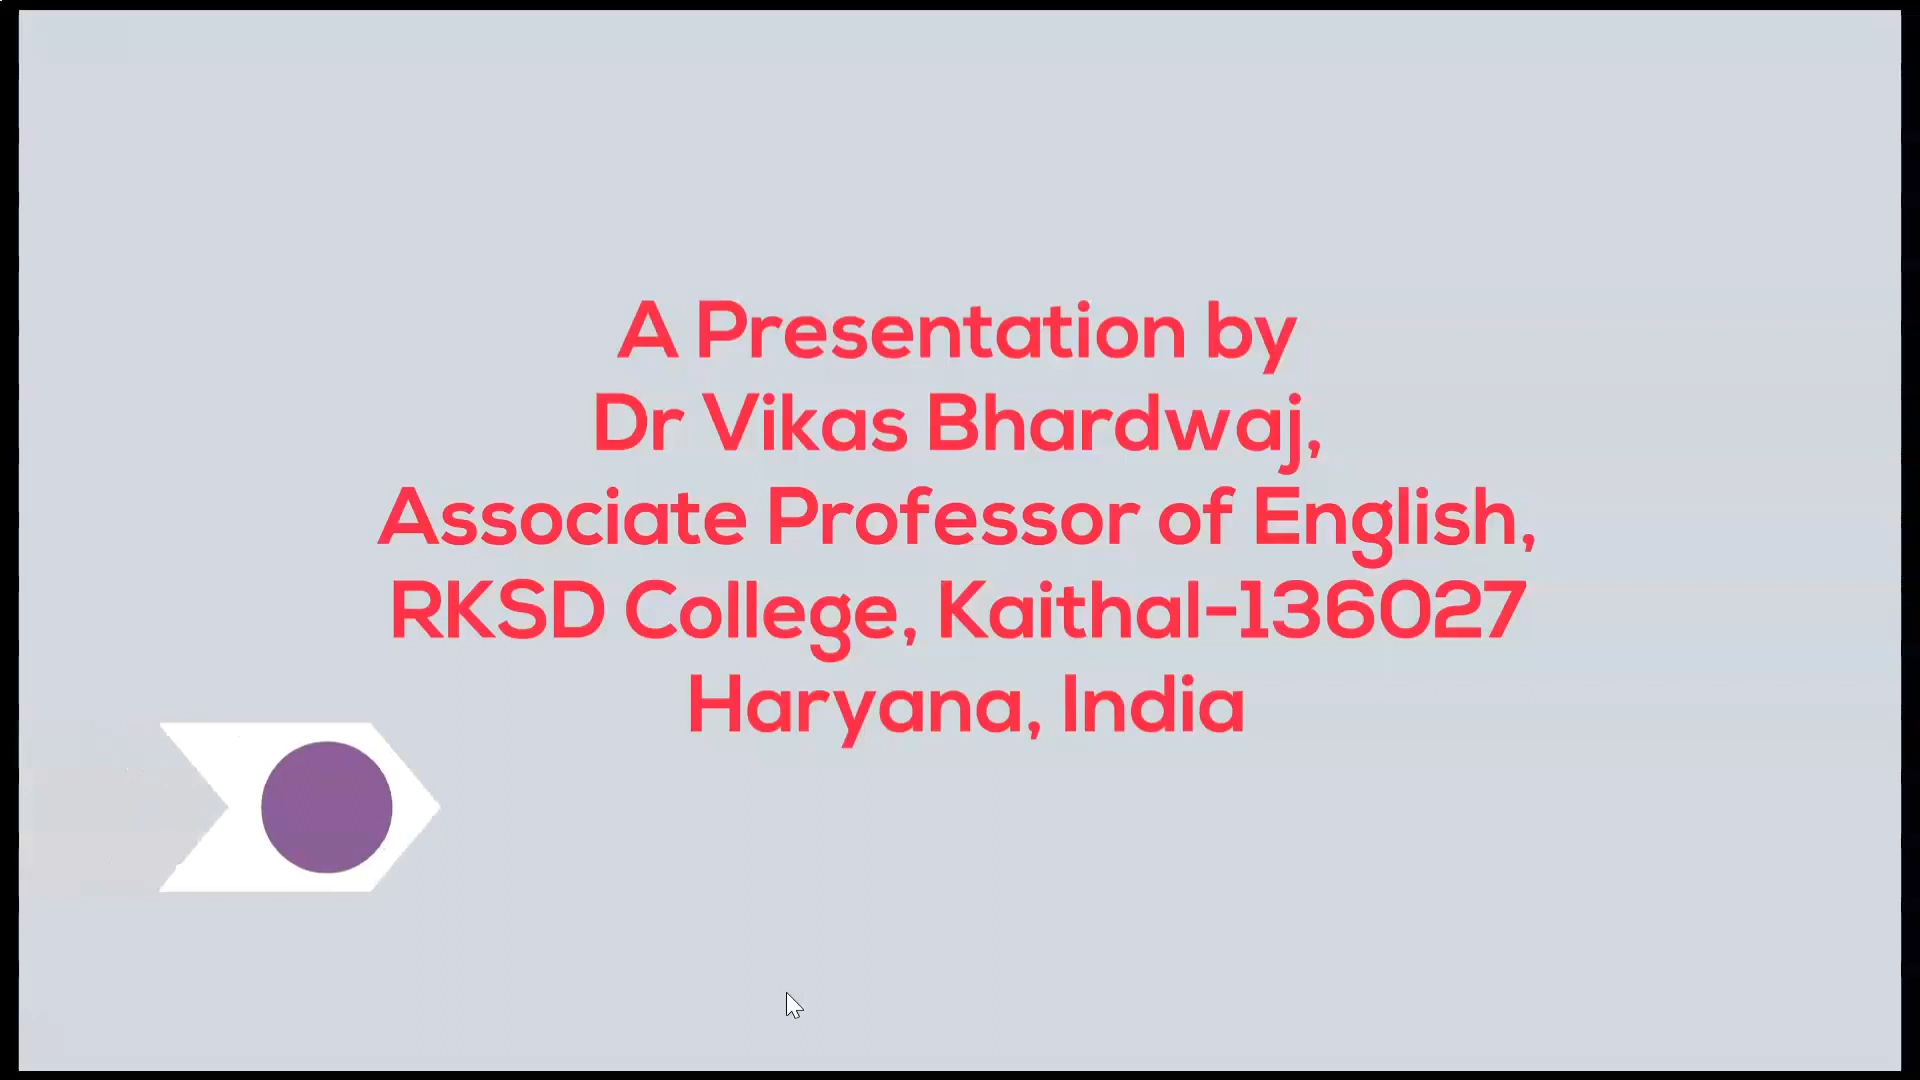 A Presentation by
Dr Vikas Bhardwaj,
Associate Professor of English,
RKSD College, Kaithal-136027
Haryana, India